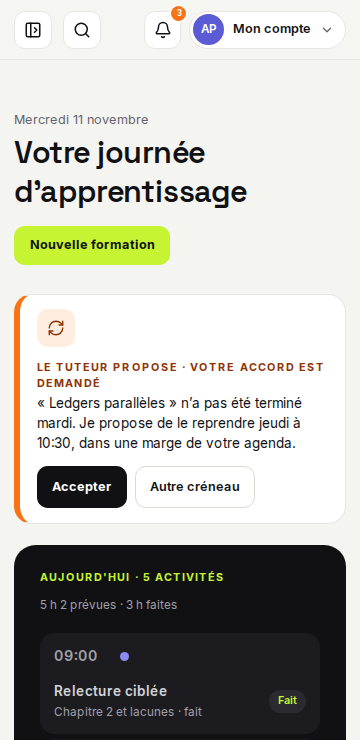 3
AP Mon compte
Mercredi 11 novembre
Votre journée
d'apprentissage
Nouvelle formation
LE TUTEUR PROPOSE · VOTRE ACCORD EST
DEMANDÉ
« Ledgers parallèles » n'a pas été terminé
mardi. Je propose de le reprendre jeudi à
10:30, dans une marge de votre agenda.
Accepter Autre créneau
AUJOURD'HUI · 5 ACTIVITÉS
5 h 2 prévues · 3 h faites
09:00
Relecture ciblée
Chapitre 2 et lacunes · fait
Fait